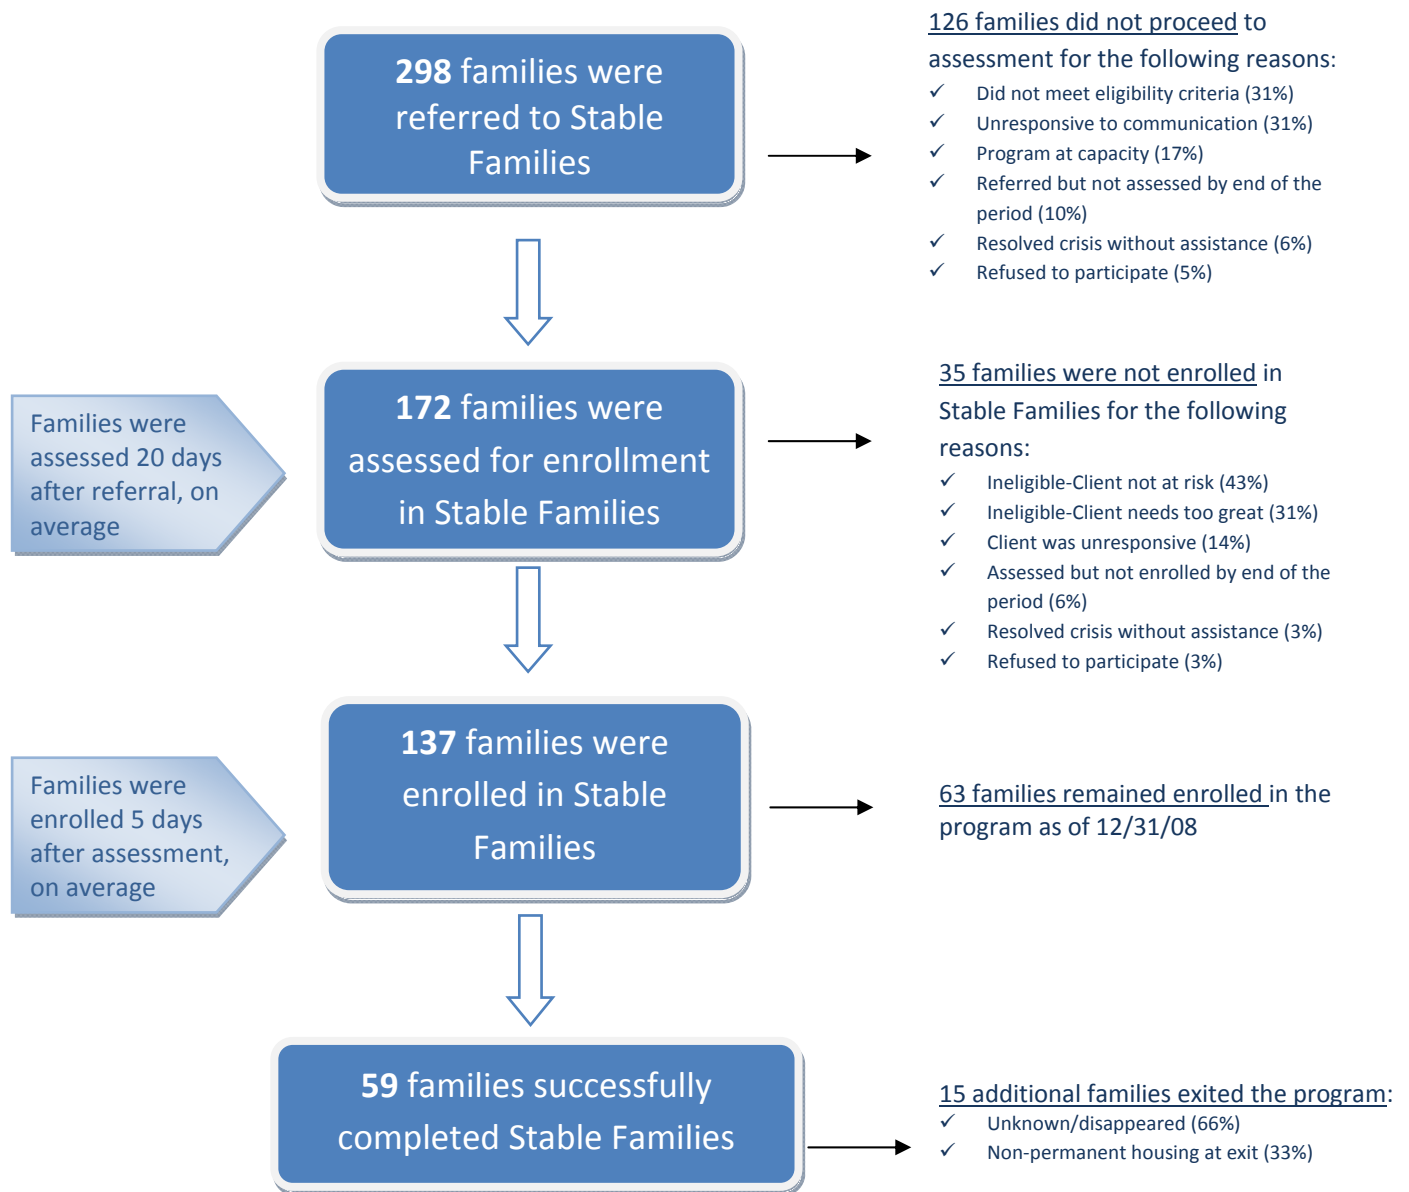 298 families were
referred to Stable
Families
126 families did not proceed to
assessment for the following reasons:
✓ Did not meet eligibility criteria (31%)
✓ Unresponsive to communication (31%)
✓ Program at capacity (17%)
✓ Referred but not assessed by end of the
period (10%)
✓ Resolved crisis without assistance (6%)
✓ Refused to participate (5%)
Families were
assessed 20 days
after referral, on
average
172 families were
assessed for enrollment
in Stable Families
35 families were not enrolled in
Stable Families for the following
reasons:
✓ Ineligible-Client not at risk (43%)
✓ Ineligible-Client needs too great (31%)
✓ Client was unresponsive (14%)
✓ Assessed but not enrolled by end of the
period (6%)
✓ Resolved crisis without assistance (3%)
✓ Refused to participate (3%)
Families were
enrolled 5 days
after assessment,
on average
137 families were
enrolled in Stable
Families
63 families remained enrolled in the
program as of 12/31/08
59 families successfully
completed Stable Families
15 additional families exited the program:
✓ Unknown/disappeared (66%)
✓ Non-permanent housing at exit (33%)